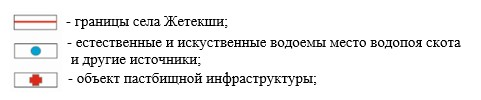 - границы села Жетекши;
- естественные и искуственные водоемы место водопоя скота
и другие источники;
- объект пастбищной инфраструктуры;